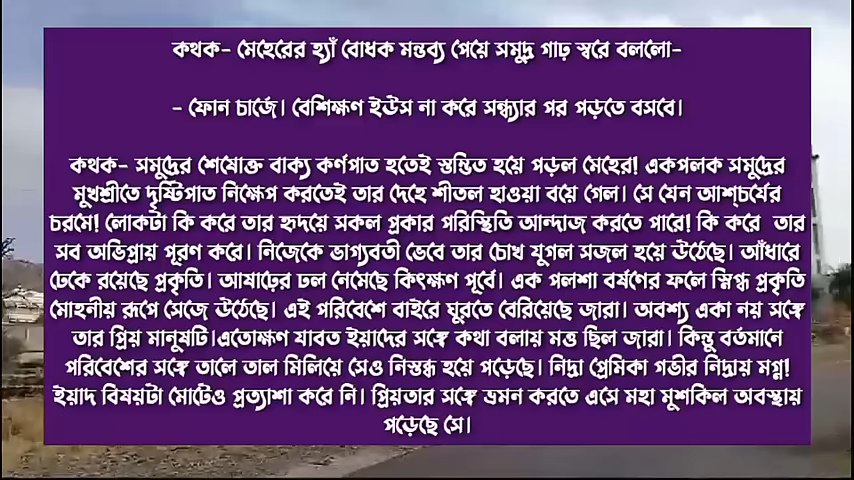 কথক- মেহেরের হ্যাঁ বোধক মন্তব্য পেয়ে সমুদ্র গাঢ় স্বরে বললো-
- ফোন চার্জে। বেশিক্ষণ ইউস না করে সন্ধ্যার পর পড়তে বসবে।
কথক- সমুদ্রের শেষোক্ত বাক্য কর্ণপাত হতেই স্তম্ভিত হয়ে পড়ল মেহের! একপলক সমুদ্রের
মুখশ্রীতে দৃষ্টিপাত নিক্ষেপ করতেই তার দেহে শীতল হাওয়া বয়ে গেল। সে যেন আশ্চর্যের
চরমে! লোকটা কি করে তার হৃদয়ে সকল প্রকার পরিস্থিতি আন্দাজ করতে পারে! কি করে তার
সব অভিপ্রায় পূরণ করে। নিজেকে ভাগ্যবতী ভেবে তার চোখ যুগল সজল হয়ে উঠেছে। আঁধারে
ঢেকে রয়েছে প্রকৃতি। আষাঢ়ের ঢল নেমেছে কিৎক্ষণ পূর্বে। এক পলশা বর্ষণের ফলে স্নিগ্ধ প্রকৃতি
মোহনীয় রূপে সেজে উঠেছে। এই পরিবেশে বাইরে ঘুরতে বেরিয়েছে জারা। অবশ্য একা নয় সঙ্গে
তার প্রিয় মানুষটি।এতোক্ষণ যাবত ইয়াদের সঙ্গে কথা বলায় মত্ত ছিল জারা। কিন্তু বর্তমানে
পরিবেশের সঙ্গে তালে তাল মিলিয়ে সেও নিস্তব্ধ হয়ে পড়েছে। নিদ্রা প্রেমিকা গভীর নিদ্রায় মগ্ন!
ইয়াদ বিষয়টা মোটেও প্রত্যাশা করে নি। প্রিয়তার সঙ্গে ভ্রমন করতে এসে মহা মুশকিল অবস্থায়
পড়েছে সে।